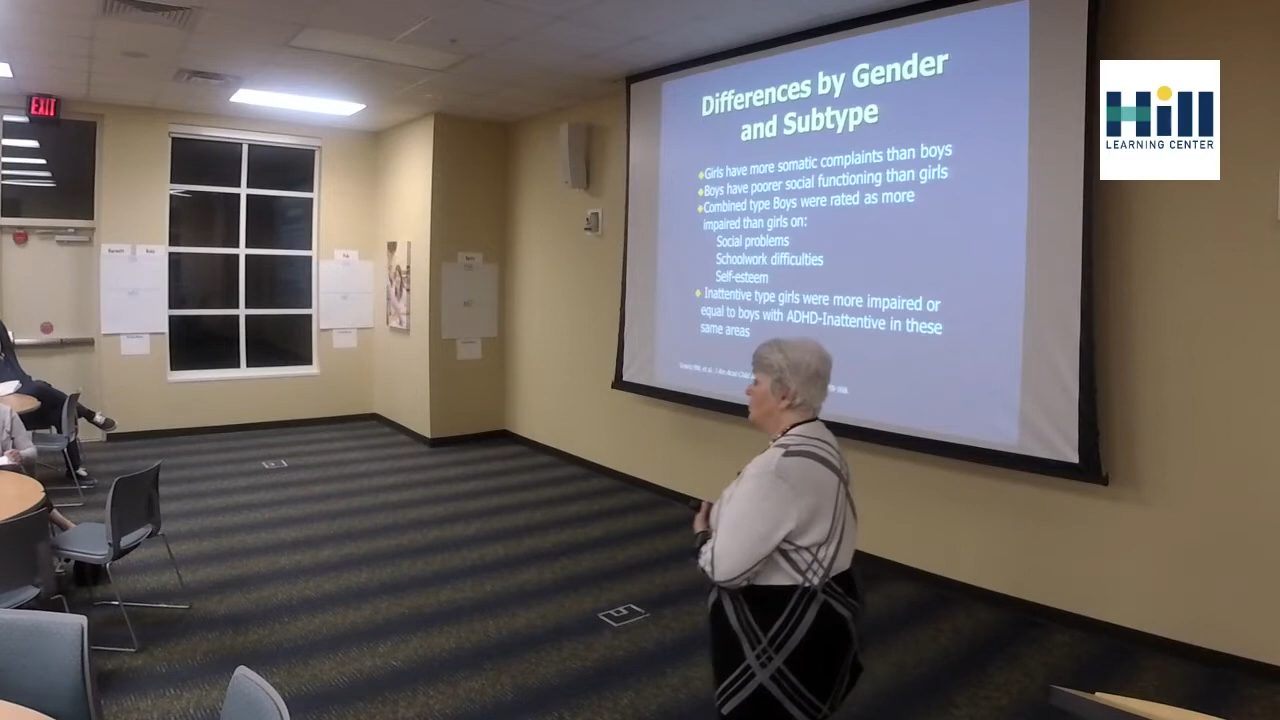 EXIT
Differences by Gender
and Subtype
Girls have more somatic complaints than boys
Boys have poorer social functioning than girls
Combined type Boys were rated as more
impaired than girls on:
Social problems
Schoolwork difficulties
Self-esteem
Inattentive type girls were more impaired or
equal to boys with ADHD-Inattentive in these
same areas
Hill
LEARNING CENTER